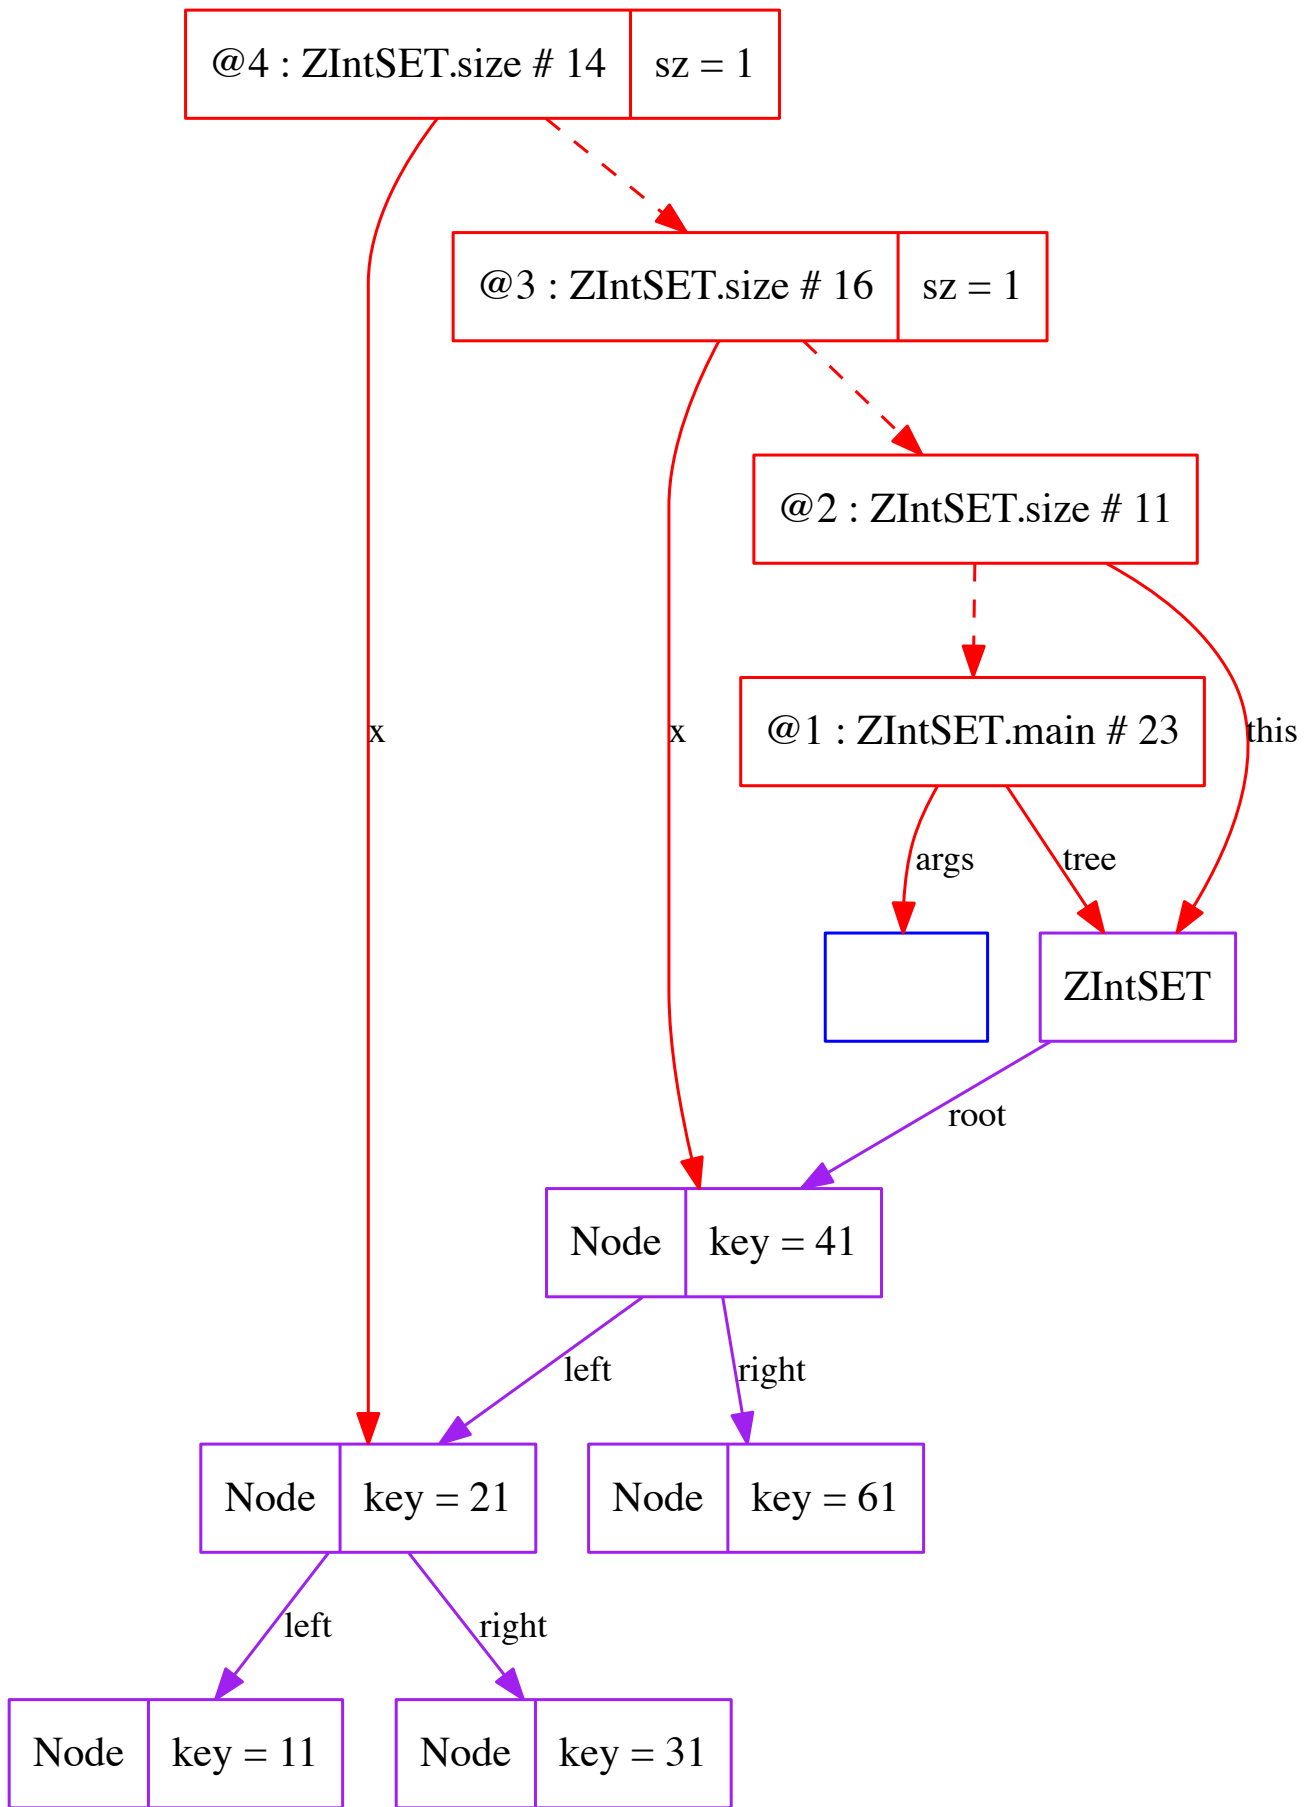 @4 : ZIntSET.size # 14 sz = 1
@3 : ZIntSET.size # 16 sz = 1
@2 : ZIntSET.size # 11
x x @1 : ZIntSET.main # 23 this
args tree
ZIntSET
root
Node key = 41
left right
Node key = 21 Node key = 61
left right
Node key = 11 Node key = 31